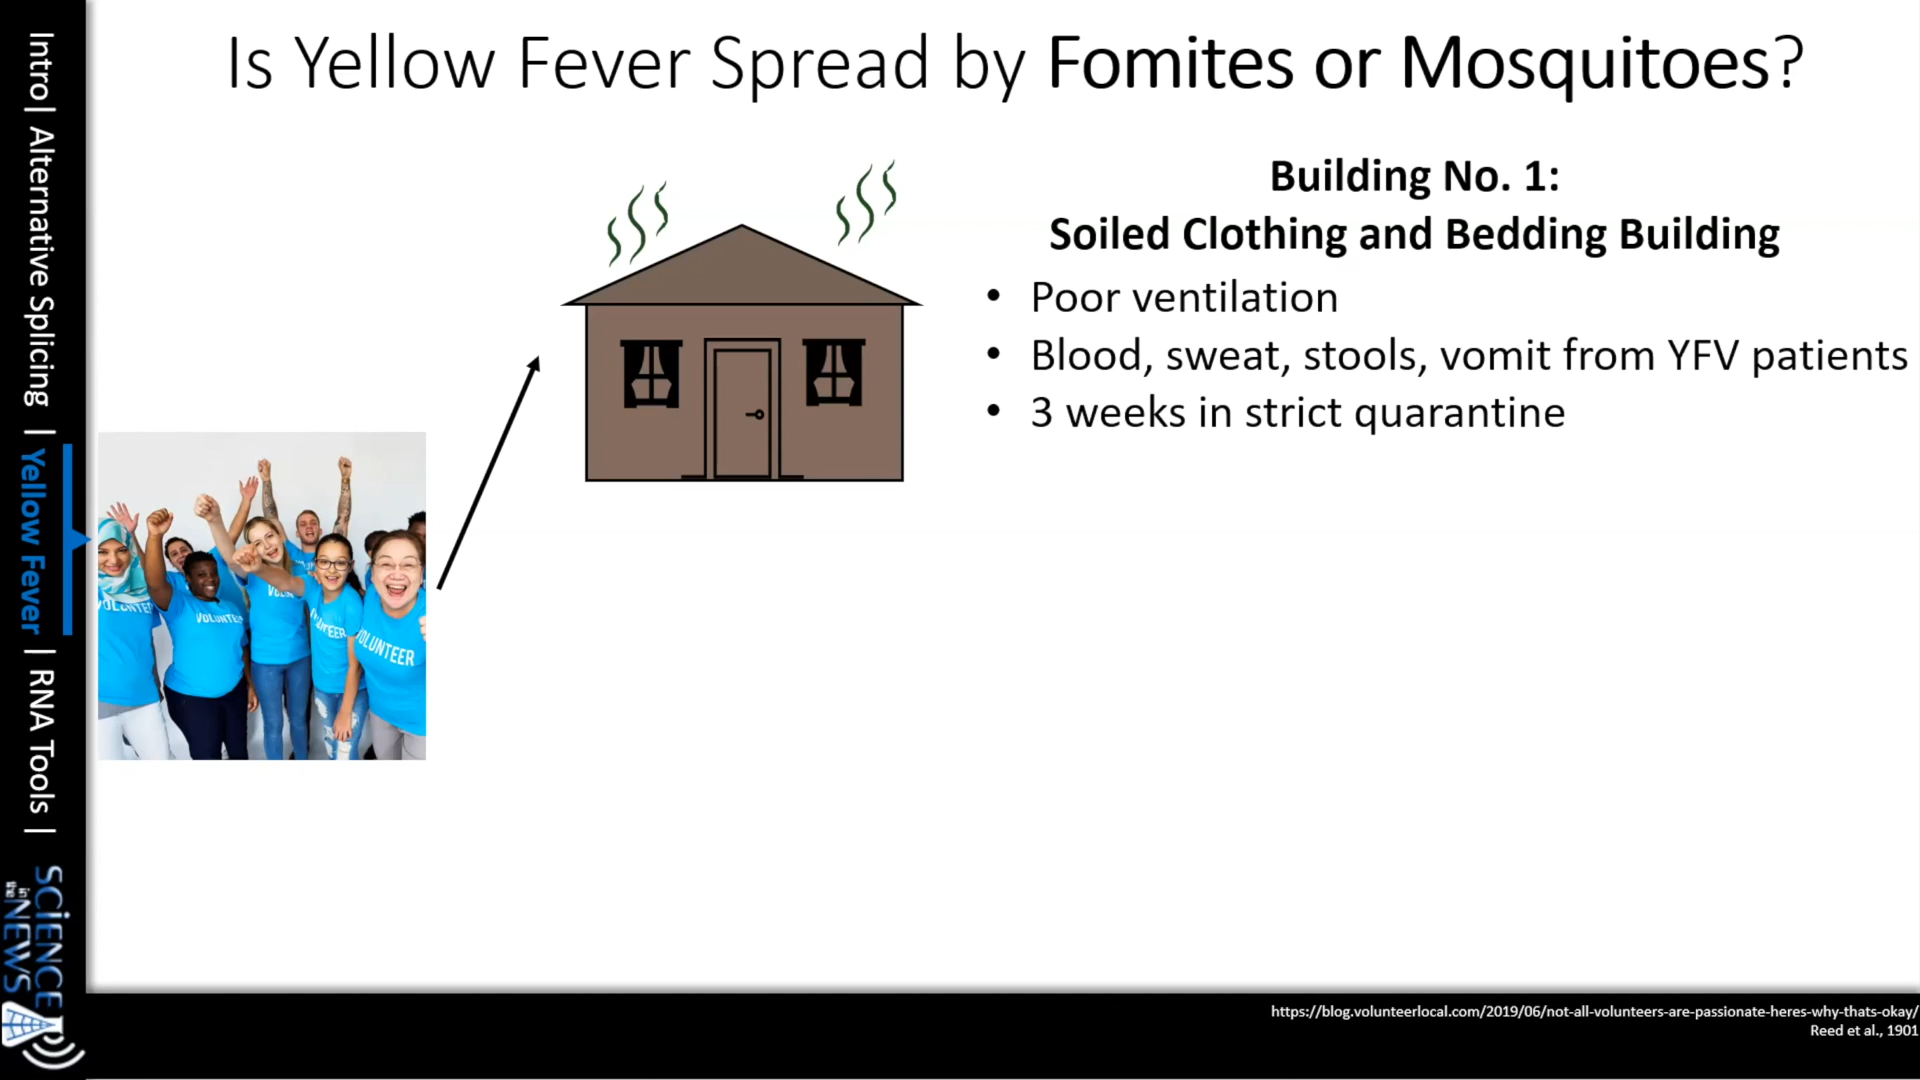 Is Yellow Fever Spread by Fomites or Mosquitoes?
Intro| Alternative Splicing | Yellow Fever | RNA Tools |
Building No. 1:
Soiled Clothing and Bedding Building
• Poor ventilation
• Blood, sweat, stools, vomit from YFV patients
• 3 weeks in strict quarantine
VOLUNTEER
SCiENCE
in the
NEWS
https://blog.volunteerlocal.com/2019/06/not-all-volunteers-are-passionate-heres-why-thats-okay/
Reed et al., 1901